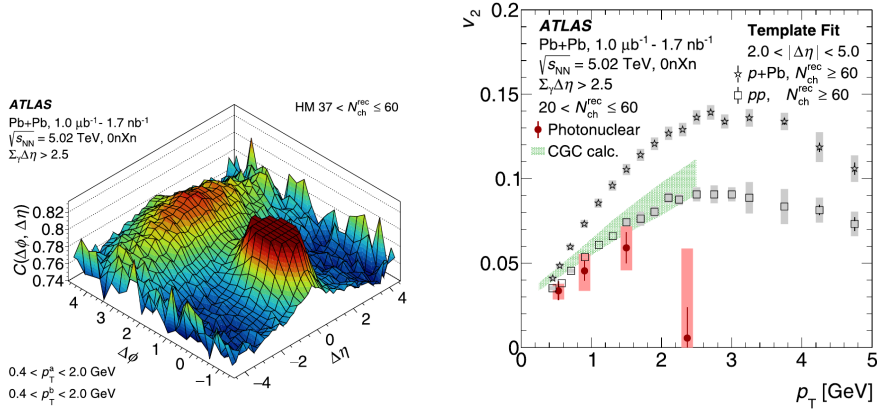 ATLAS
Pb+Pb, 1.0 μb⁻¹ - 1.7 nb⁻¹
√s_NN = 5.02 TeV, 0nXn
Σ_γΔη > 2.5
HM 37 < N_ch^rec ≤ 60
C(Δϕ, Δη)
0.82
0.8
0.78
0.76
0.74
4
3
2
1
0
−1
Δϕ
−4
−2
0
2
4
Δη
0.4 < p_T^a < 2.0 GeV
0.4 < p_T^b < 2.0 GeV
v₂
0.2
0.15
0.1
0.05
0
ATLAS
Pb+Pb, 1.0 μb⁻¹ - 1.7 nb⁻¹
√s_NN = 5.02 TeV, 0nXn
Σ_γΔη > 2.5
20 < N_ch^rec ≤ 60
Photonuclear
CGC calc.
Template Fit
2.0 < |Δη| < 5.0
p+Pb, N_ch^rec ≥ 60
pp, N_ch^rec ≥ 60
0 1 2 3 4 5
p_T [GeV]